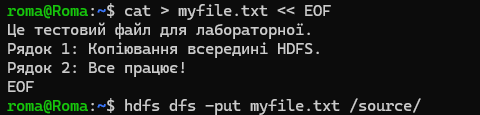 roma@Roma:~$ cat > myfile.txt << EOF
Це тестовий файл для лабораторної.
Рядок 1: Копіювання всередині HDFS.
Рядок 2: Все працює!
EOF
roma@Roma:~$ hdfs dfs -put myfile.txt /source/